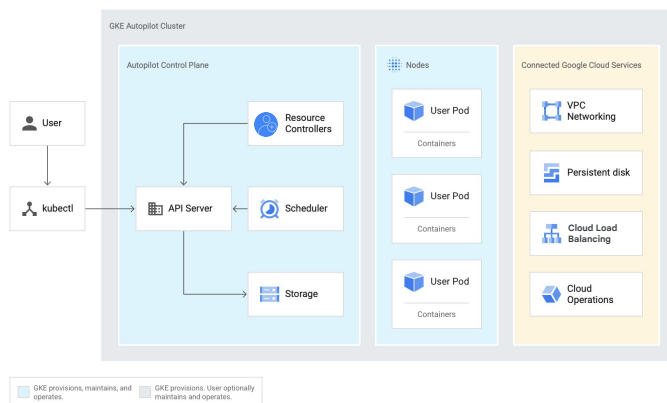 GKE Autopilot Cluster
Autopilot Control Plane
Nodes
Connected Google Cloud Services
User
kubectl
API Server
Resource
Controllers
Scheduler
Storage
User Pod
Containers
User Pod
Containers
User Pod
Containers
VPC
Networking
Persistent disk
Cloud Load
Balancing
Cloud
Operations
GKE provisions, maintains, and
operates.
GKE provisions. User optionally
maintains and operates.